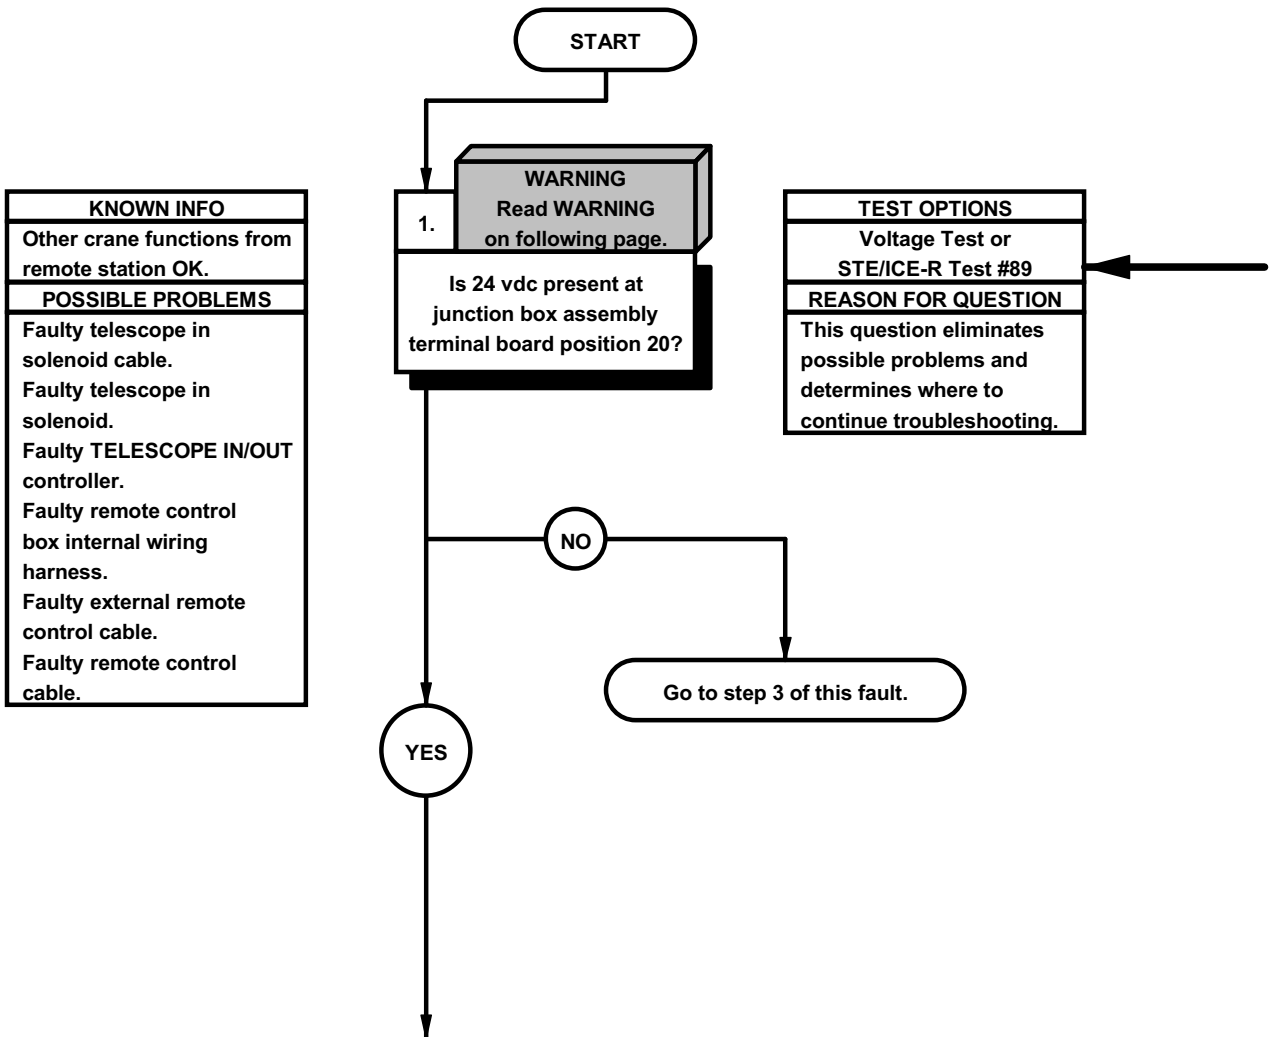 START
KNOWN INFO
Other crane functions from
remote station OK.
POSSIBLE PROBLEMS
Faulty telescope in
solenoid cable.
Faulty telescope in
solenoid.
Faulty TELESCOPE IN/OUT
controller.
Faulty remote control
box internal wiring
harness.
Faulty external remote
control cable.
Faulty remote control
cable.
1.
WARNING
Read WARNING
on following page.
Is 24 vdc present at
junction box assembly
terminal board position 20?
TEST OPTIONS
Voltage Test or
STE/ICE-R Test #89
REASON FOR QUESTION
This question eliminates
possible problems and
determines where to
continue troubleshooting.
NO
Go to step 3 of this fault.
YES